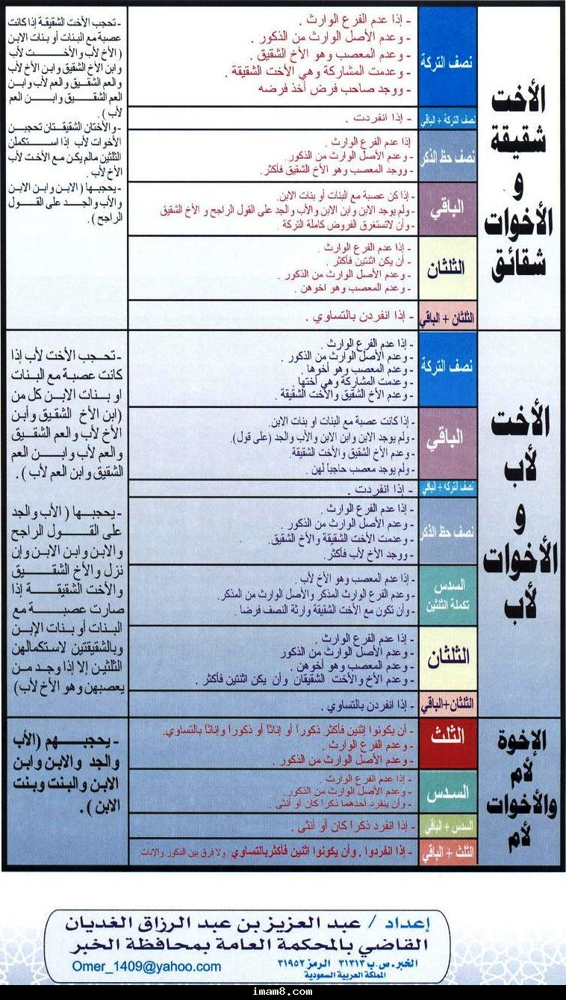 الأخت
شقيقة
و
الأخوات
شقائق
نصف التركة
- إذا عدم الفرع الوارث .
- وعدم الأصل الوارث من الذكور .
- وعدم المعصب وهو الأخ الشقيق .
- وعدمت المشاركة وهي الأخت الشقيقة .
- ووجد صاحب فرض أخذ فرضه
نصف التركة + الباقي
- إذا انفردت .
نصف حظ الذكر
إذا عدم الفرع الوارث .
- وعدم الأصل الوارث من الذكور.
- ووجد المعصب وهو الأخ الشقيق فأكثر.
الباقي
- إذا كن عصبة مع البنات أو بنات الابن.
- ولم يوجد الابن وابن الابن والأب والجد على القول الراجح و الأخ الشقيق
- وأن لاتستغرق الفروض كاملة التركة .
الثلثان
- إذا عدم الفرع الوارث .
- أن يكن اثنتين فأكثر .
- وعدم الأصل الوارث من الذكور .
- وعدم المعصب وهو اخوهن .
الثلثان + الباقي
- إذا انفردن بالتساوي .
- تحجب الأخت الشقيقة إذا كانت
عصبة مع البنات أو بنات الابن
( الأخ لأب والأخت لأب
وابن الأخ الشقيق وابن الأخ لأب
والعم الشقيق والعم لأب وابن
العم الشقيق وابن العم
لأب ) .
- والأختان الشقيقتان تحجبن
الأخوات لأب إذا استكملن
الثلثين مالم يكن مع الأخت لأب
الأخ لأب .
- يحجبها ( الابن وابن الابن
والأب والجد على القول
الراجح ) .
الأخت
لأب
و
الأخوات
لأب
نصف التركة
- إذا عدم الفرع الوارث .
- وعدم الأصل الوارث من الذكور .
- وعدم المعصب وهو أخوها .
- وعدمت المشاركة وهي أختها .
- وعدم الأخ الشقيق والأخت الشقيقة .
الباقي
- إذا كانت عصبة مع البنات او بنات الابن.
- ولم يوجد الابن وابن الابن والأب والجد (على قول).
- وعدم الأخ الشقيق والأخت الشقيقة.
- ولم يوجد معصب حاجباً لهن .
نصف التركة + الباقي
- إذا انفردت .
نصف حظ الذكر
- إذا عدم الفرع الوارث .
- وعدم الأصل الوارث من الذكور .
- وعدمت الأخت الشقيقة والأخ الشقيق.
- ووجد الأخ لأب فأكثر.
السدس
تكملة الثلثين
- إذا عدم المعصب وهو الأخ لأب .
- وعدم الفرع الوارث المذكر والأصل الوارث من المذكر.
- وأن تكون مع الأخت الشقيقة وارثة النصف فرضا .
الثلثان
- إذا عدم الفرع الوارث .
- وعدم الأصل الوارث من الذكور
- وعدم المعصب وهو أخوهن .
- وعدم الأخ والأخت الشقيقان وأن يكن اثنتين فأكثر .
الثلثان+الباقي
- إذا انفردن بالتساوي .
- تحجب الأخت لأب إذا
كانت عصبة مع البنات
او بنات الابن كل من
(ابن الأخ الشقيق وأبن
الأخ لأب والعم الشقيق
والعم لأب وابن العم
الشقيق وابن العم لأب ) .
- يحجبها ( الأب والجد
على القول الراجح
والابن وابن الابن وإن
نزل والأخ الشقيق
والأخت الشقيقة إذا
صارت عصبة مع
البنات أو بنات الإبن
وبالشقيقتين لاستكمالهن
الثلثين إلا إذا وجد من
يعصبهن وهو الأخ لأب)
الإخوة
لأم
والأخوات
لأم
الثلث
- أن يكونوا إثنين فأكثر ذكوراً أو إناثاً أو ذكوراً وإناثا بالتساوي.
- وعدم الفرع الوارث .
- وعدم الأصل الوارث من الذكور .
السدس
- إذا عدم الفرع الوارث .
- وعدم الأصل الوارث من الذكور.
- وأن ينفرد أحدهما ذكرا كان أو أنثى .
السدس + الباقي
- إذا انفرد ذكراً كان أو أنثى .
الثلث + الباقي
- إذا انفردوا . وأن يكونوا اثنين فأكثربالتساوي ولا فرق بين الذكور والإناث.
- يحجبهم (الأب
والجد والابن وابن
الابن والبنت وبنت
الابن ) .
إعداد / عبد العزيز بن عبد الرزاق الغديان
القاضي بالمحكمة العامة بمحافظة الخبر
الخبر. ص. ب ٣١٣١٣ الرمز ٣١٩٥٢
المملكة العربية السعودية
Omer_1409@yahoo.com
imam8.com